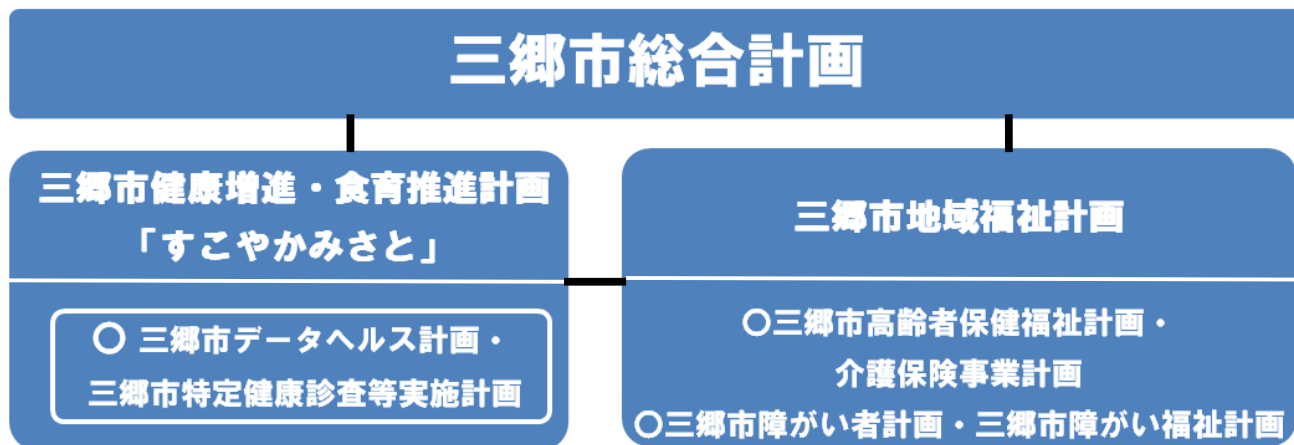 三郷市総合計画
三郷市健康増進・食育推進計画
「すこやかみさと」
〇 三郷市データヘルス計画・
三郷市特定健康診査等実施計画
三郷市地域福祉計画
〇三郷市高齢者保健福祉計画・
介護保険事業計画
〇三郷市障がい者計画・三郷市障がい福祉計画